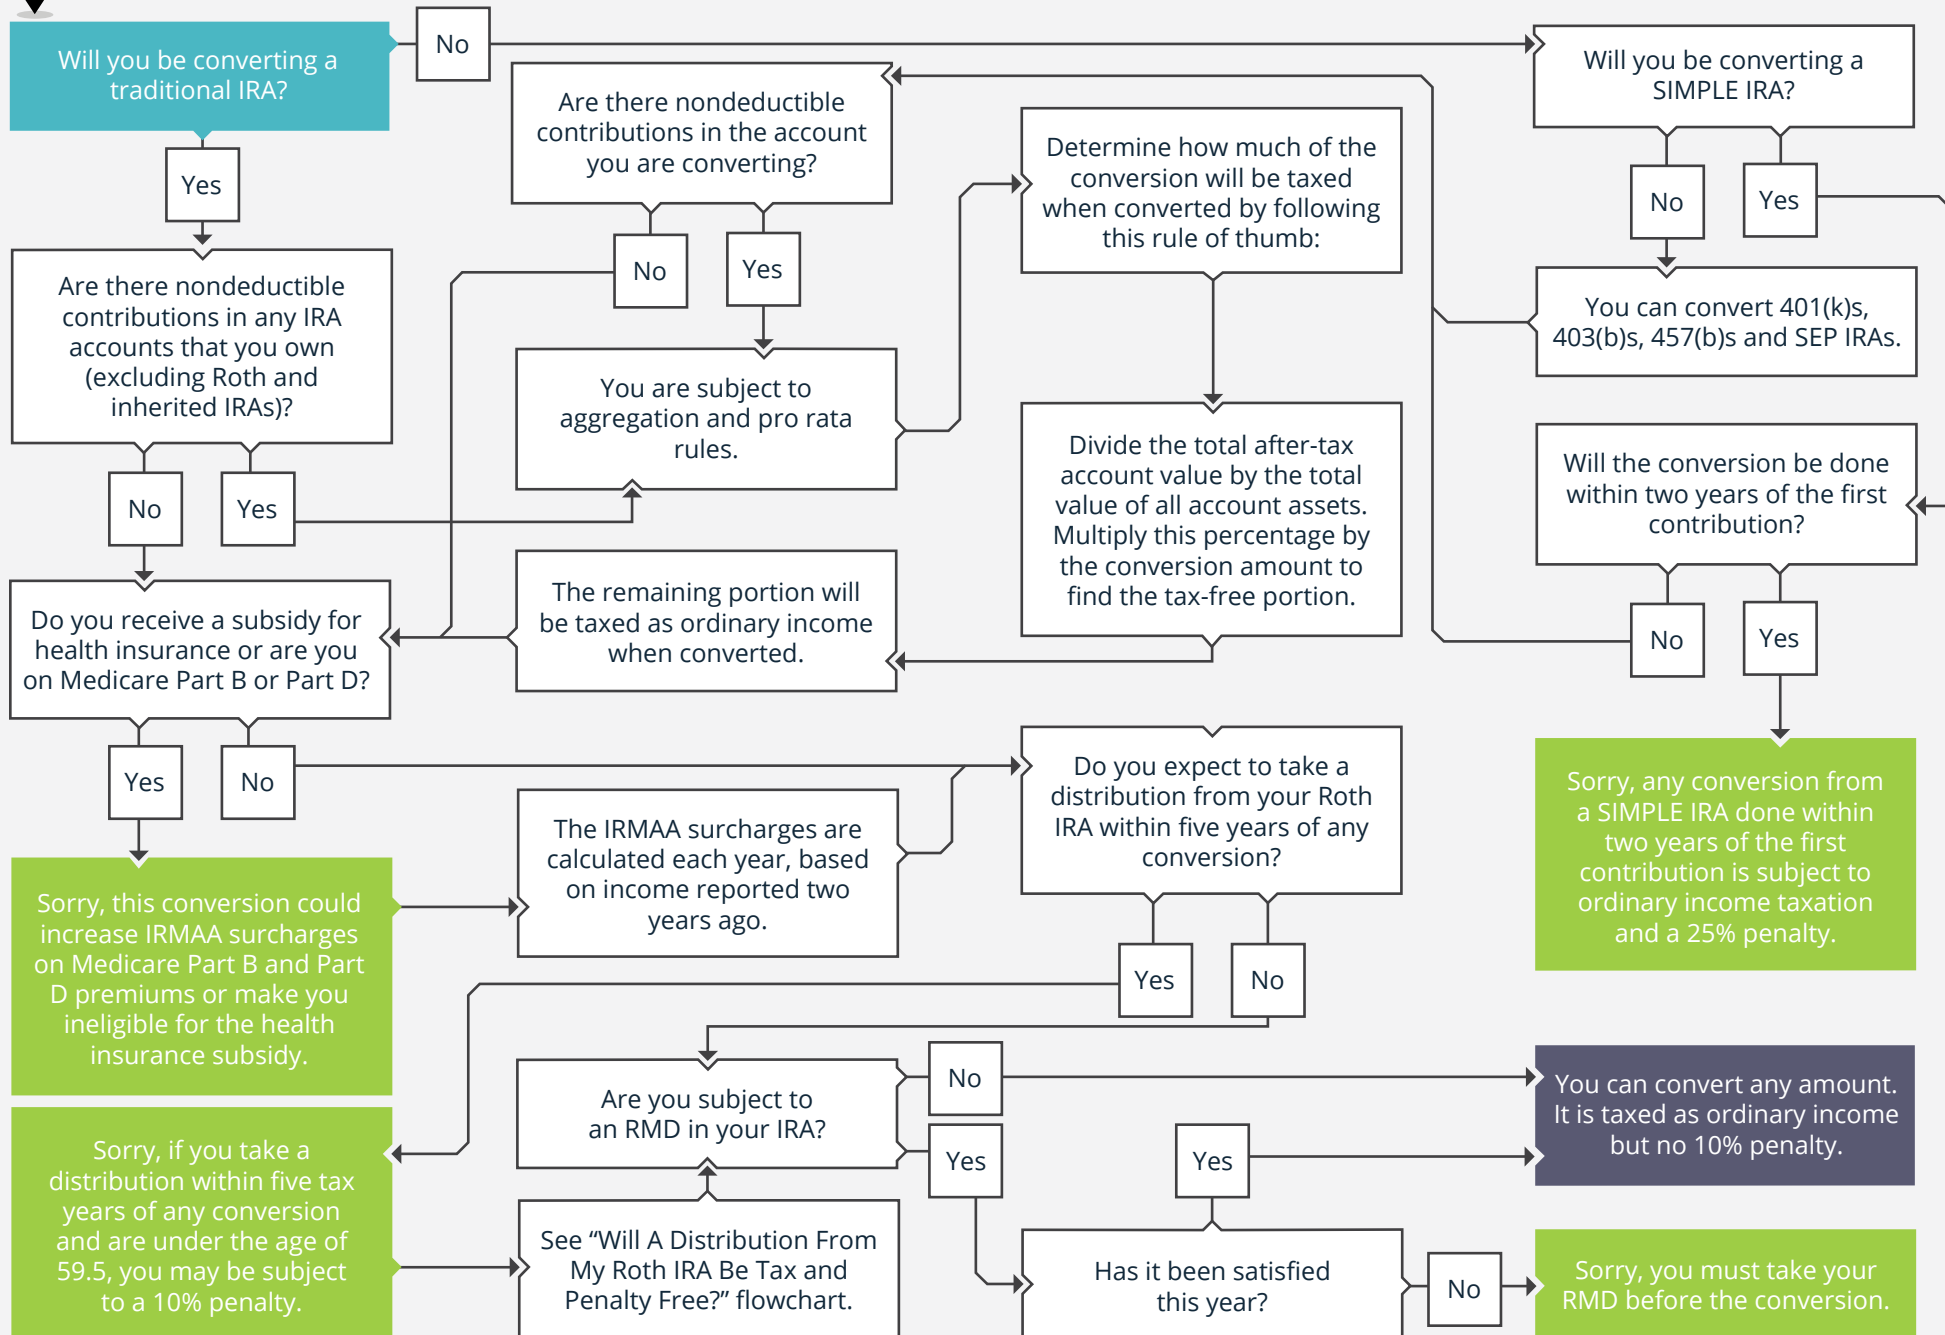 Will you be converting a
traditional IRA?
No
Yes
Are there nondeductible
contributions in any IRA
accounts that you own
(excluding Roth and
inherited IRAs)?
No
Yes
Do you receive a subsidy for
health insurance or are you
on Medicare Part B or Part D?
Yes
No
Sorry, this conversion could
increase IRMAA surcharges
on Medicare Part B and Part
D premiums or make you
ineligible for the health
insurance subsidy.
Sorry, if you take a
distribution within five tax
years of any conversion
and are under the age of
59.5, you may be subject
to a 10% penalty.
Are there nondeductible
contributions in the account
you are converting?
No
Yes
You are subject to
aggregation and pro rata
rules.
The remaining portion will
be taxed as ordinary income
when converted.
The IRMAA surcharges are
calculated each year, based
on income reported two
years ago.
Are you subject to
an RMD in your IRA?
No
Yes
See “Will A Distribution From
My Roth IRA Be Tax and
Penalty Free?” flowchart.
Determine how much of the
conversion will be taxed
when converted by following
this rule of thumb:
Divide the total after-tax
account value by the total
value of all account assets.
Multiply this percentage by
the conversion amount to
find the tax-free portion.
Do you expect to take a
distribution from your Roth
IRA within five years of any
conversion?
Yes
No
Yes
Has it been satisfied
this year?
No
Will you be converting a
SIMPLE IRA?
No
Yes
You can convert 401(k)s,
403(b)s, 457(b)s and SEP IRAs.
Will the conversion be done
within two years of the first
contribution?
No
Yes
Sorry, any conversion from
a SIMPLE IRA done within
two years of the first
contribution is subject to
ordinary income taxation
and a 25% penalty.
You can convert any amount.
It is taxed as ordinary income
but no 10% penalty.
Sorry, you must take your
RMD before the conversion.